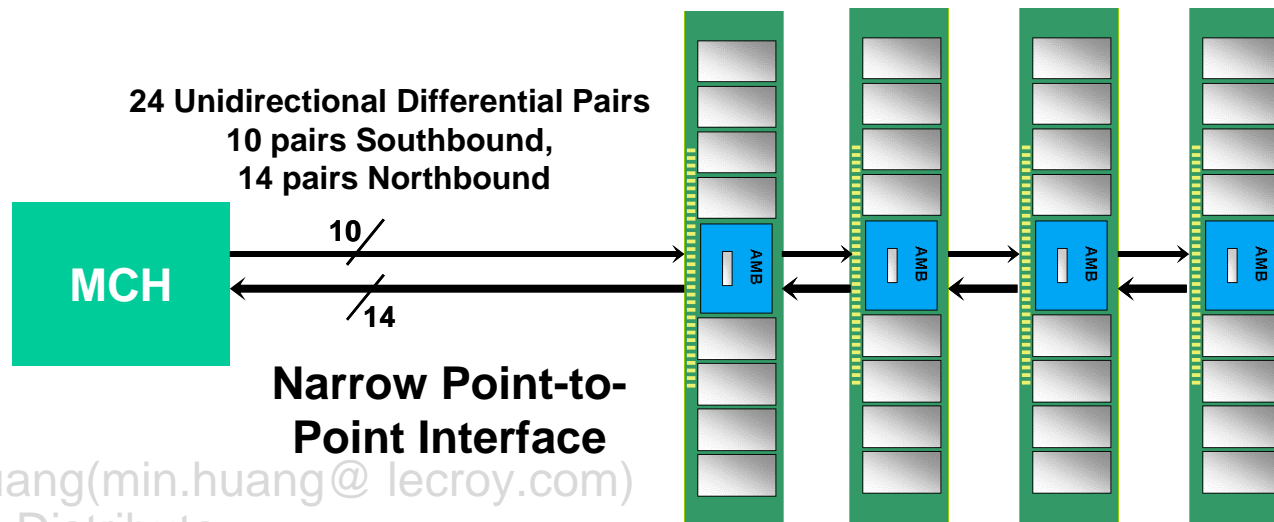 24 Unidirectional Differential Pairs
10 pairs Southbound,
14 pairs Northbound
10
MCH
14
AMB
AMB
AMB
AMB
Narrow Point-to-
Point Interface
uang(min.huang@ lecroy.com)
Distribute